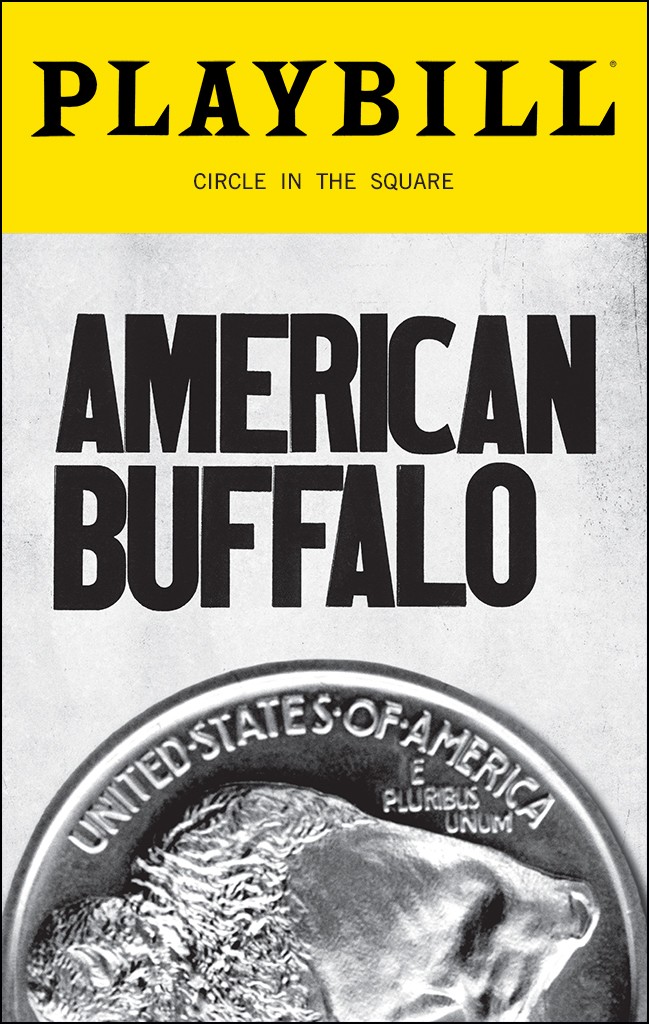 PLAYBILL®
CIRCLE IN THE SQUARE
AMERICAN
BUFFALO
UNITED·STATES·OF·AMERICA
E
PLURIBUS
UNUM